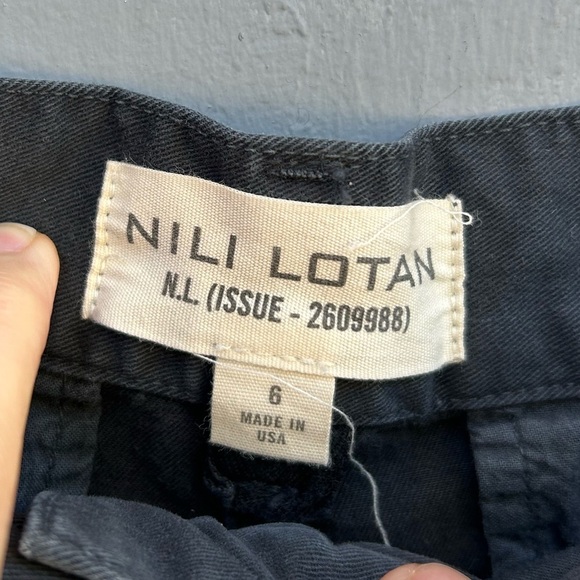 NILI LOTAN
N.L. (ISSUE - 2609988)
6
MADE IN
USA